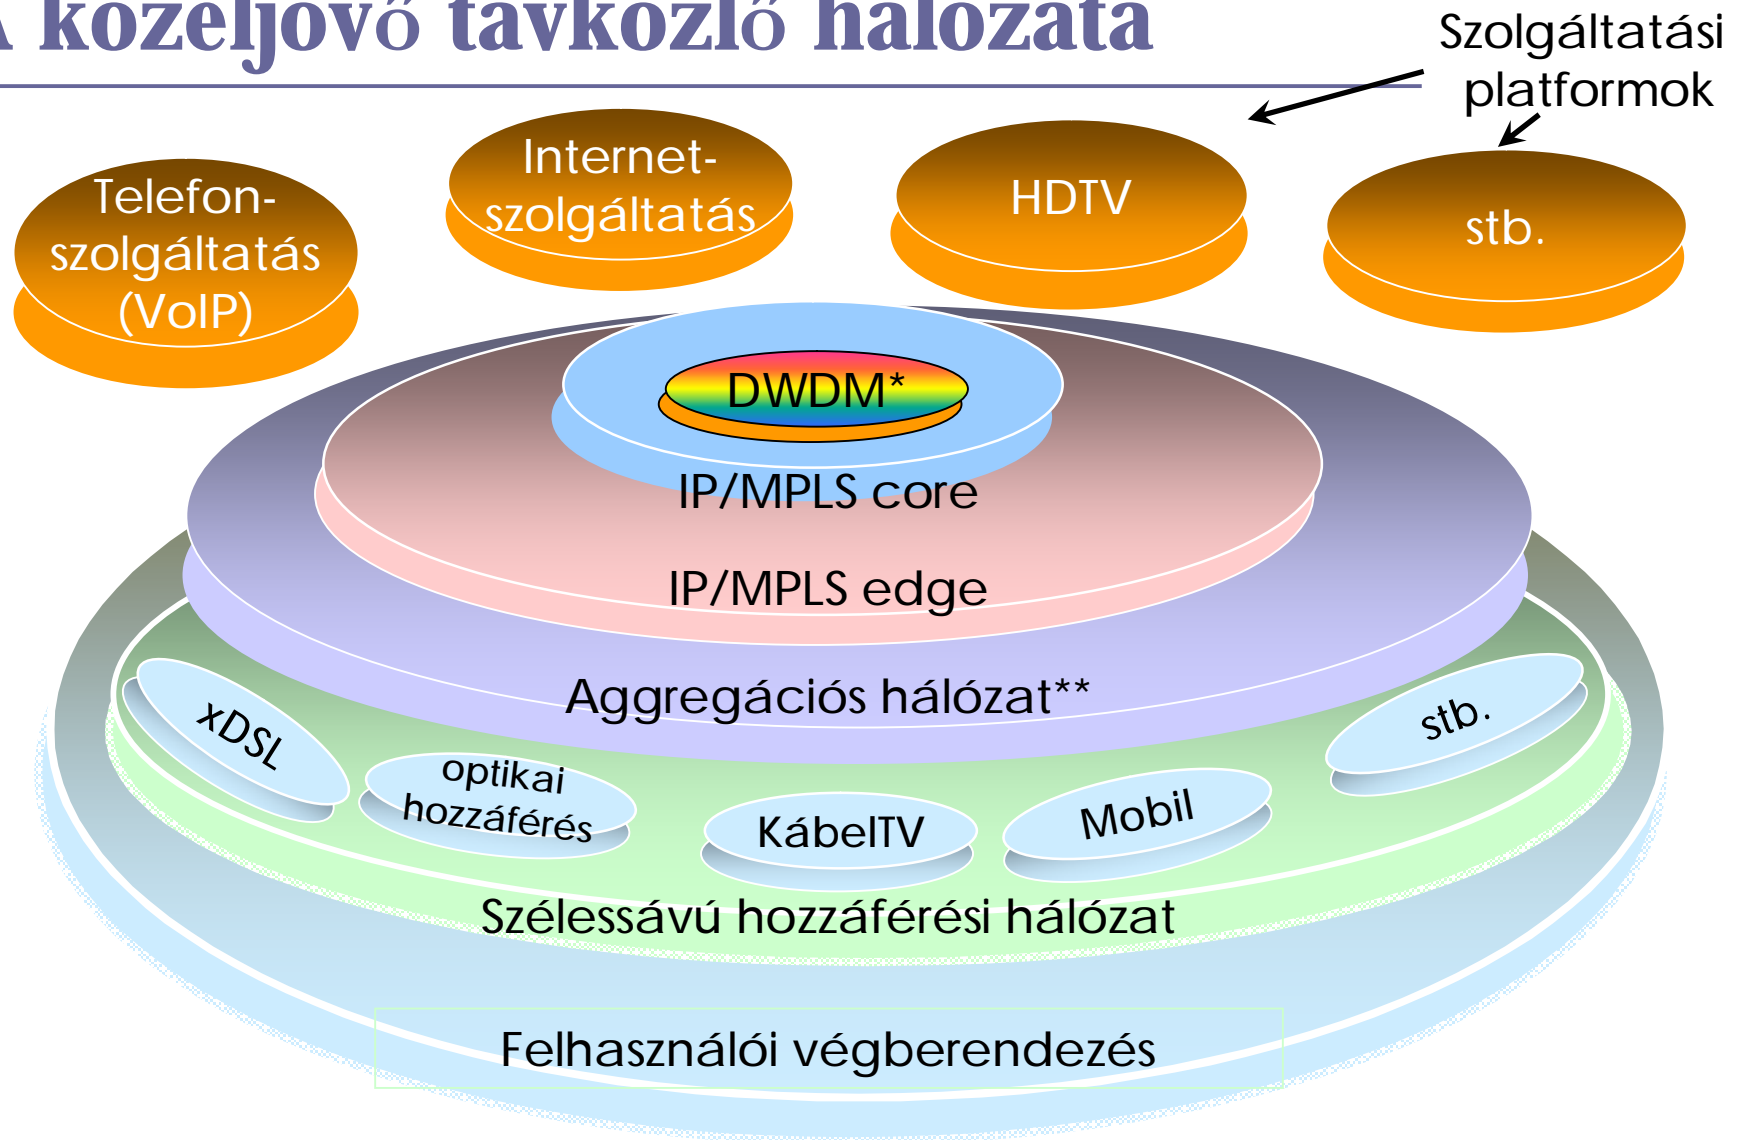 A közeljövő távközlő hálózata
Szolgáltatási
platformok
Telefon-
szolgáltatás
(VoIP)
Internet-
szolgáltatás
HDTV
stb.
DWDM*
IP/MPLS core
IP/MPLS edge
Aggregációs hálózat**
xDSL
optikai
hozzáférés
KábelTV
Mobil
stb.
Szélessávú hozzáférési hálózat
Felhasználói végberendezés